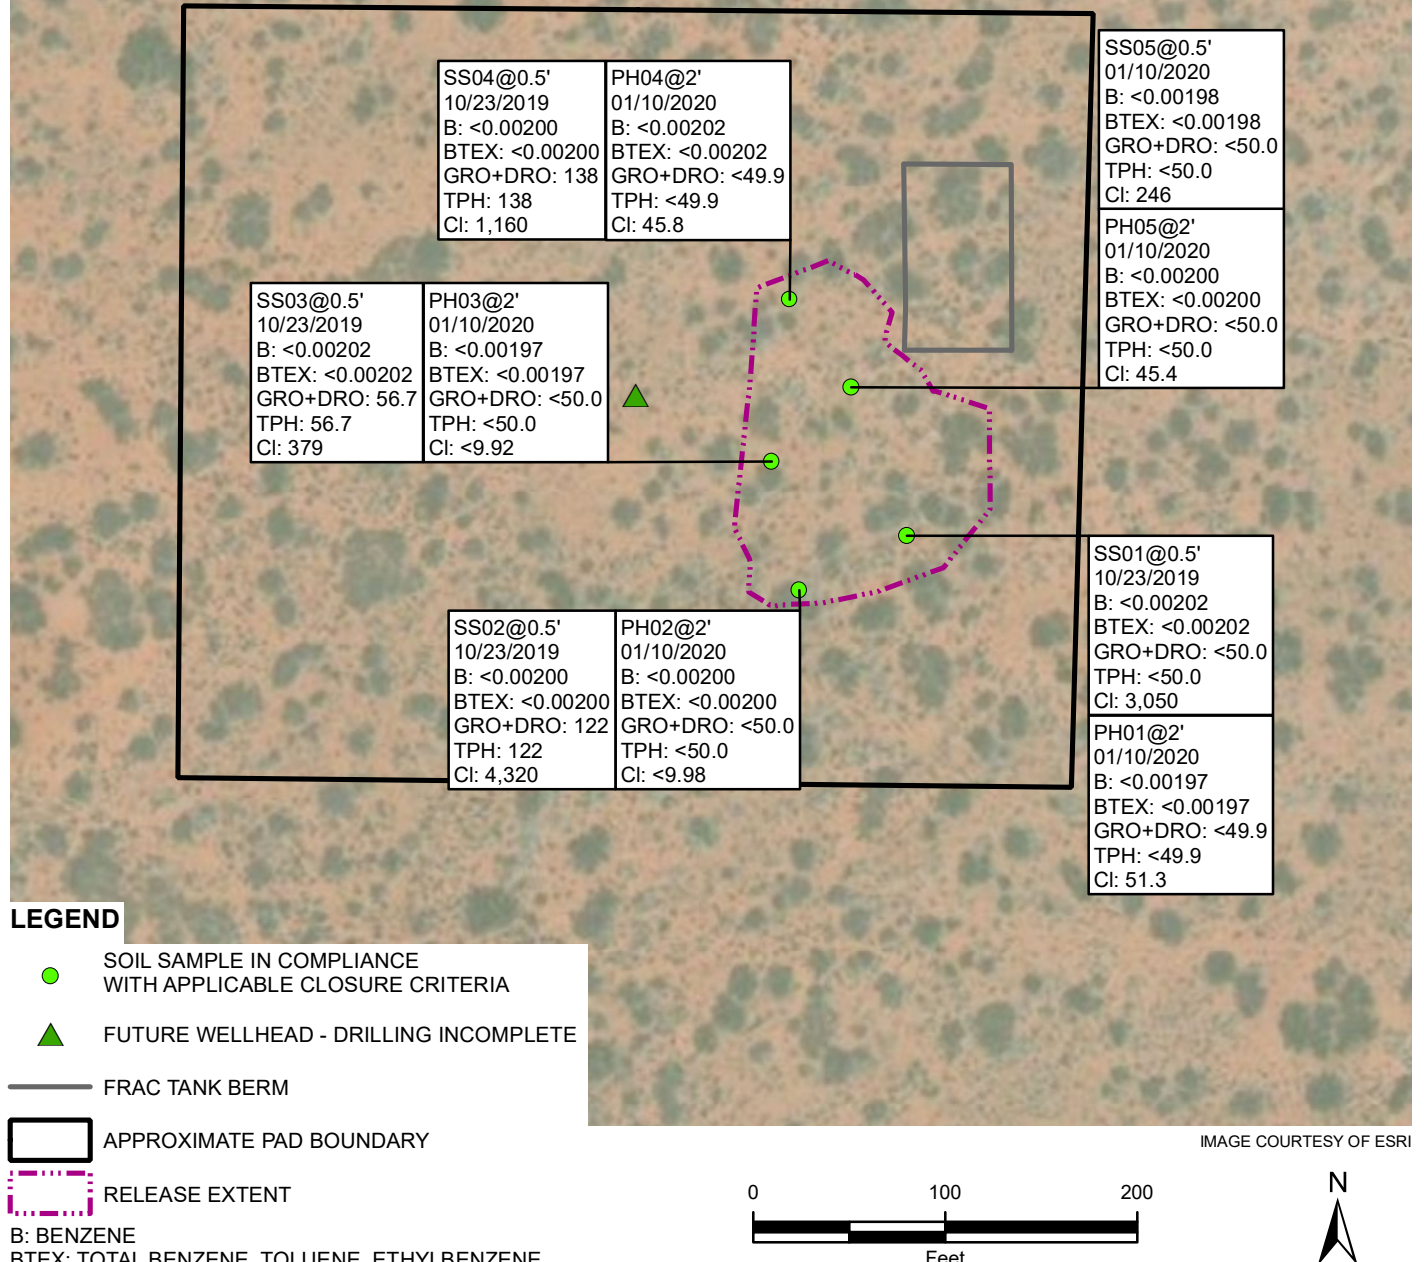 SS04@0.5'
10/23/2019
B: <0.00200
BTEX: <0.00200
GRO+DRO: 138
TPH: 138
Cl: 1,160
PH04@2'
01/10/2020
B: <0.00202
BTEX: <0.00202
GRO+DRO: <49.9
TPH: <49.9
Cl: 45.8
SS05@0.5'
01/10/2020
B: <0.00198
BTEX: <0.00198
GRO+DRO: <50.0
TPH: <50.0
Cl: 246
PH05@2'
01/10/2020
B: <0.00200
BTEX: <0.00200
GRO+DRO: <50.0
TPH: <50.0
Cl: 45.4
SS03@0.5'
10/23/2019
B: <0.00202
BTEX: <0.00202
GRO+DRO: 56.7
TPH: 56.7
Cl: 379
PH03@2'
01/10/2020
B: <0.00197
BTEX: <0.00197
GRO+DRO: <50.0
TPH: <50.0
Cl: <9.92
SS01@0.5'
10/23/2019
B: <0.00202
BTEX: <0.00202
GRO+DRO: <50.0
TPH: <50.0
Cl: 3,050
PH01@2'
01/10/2020
B: <0.00197
BTEX: <0.00197
GRO+DRO: <49.9
TPH: <49.9
Cl: 51.3
SS02@0.5'
10/23/2019
B: <0.00200
BTEX: <0.00200
GRO+DRO: 122
TPH: 122
Cl: 4,320
PH02@2'
01/10/2020
B: <0.00200
BTEX: <0.00200
GRO+DRO: <50.0
TPH: <50.0
Cl: <9.98
LEGEND
SOIL SAMPLE IN COMPLIANCE
WITH APPLICABLE CLOSURE CRITERIA
FUTURE WELLHEAD - DRILLING INCOMPLETE
FRAC TANK BERM
APPROXIMATE PAD BOUNDARY
RELEASE EXTENT
B: BENZENE
BTEX: TOTAL BENZENE, TOLUENE, ETHYLBENZENE,
IMAGE COURTESY OF ESRI
0 100 200
Feet
N